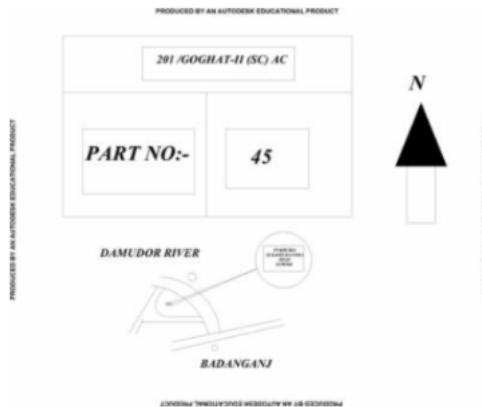 PRODUCED BY AN AUTODESK EDUCATIONAL PRODUCT
201 /GOGHAT-II (SC) AC
N
PART NO:-
45
PRODUCED BY AN AUTODESK EDUCATIONAL PRODUCT
DAMUDOR RIVER
BADANGANJ
PRODUCED BY AN AUTODESK EDUCATIONAL PRODUCT